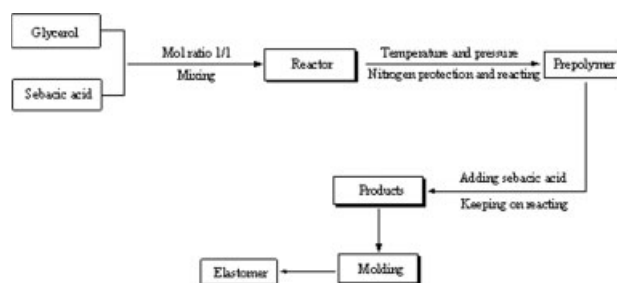 Glycerol
Mol ratio 1/1
Mixing
Sebacic acid
Reactor
Temperature and pressure
Nitrogen protection and reacting
Prepolymer
Adding sebacic acid
Keeping on reacting
Products
Molding
Elastomer